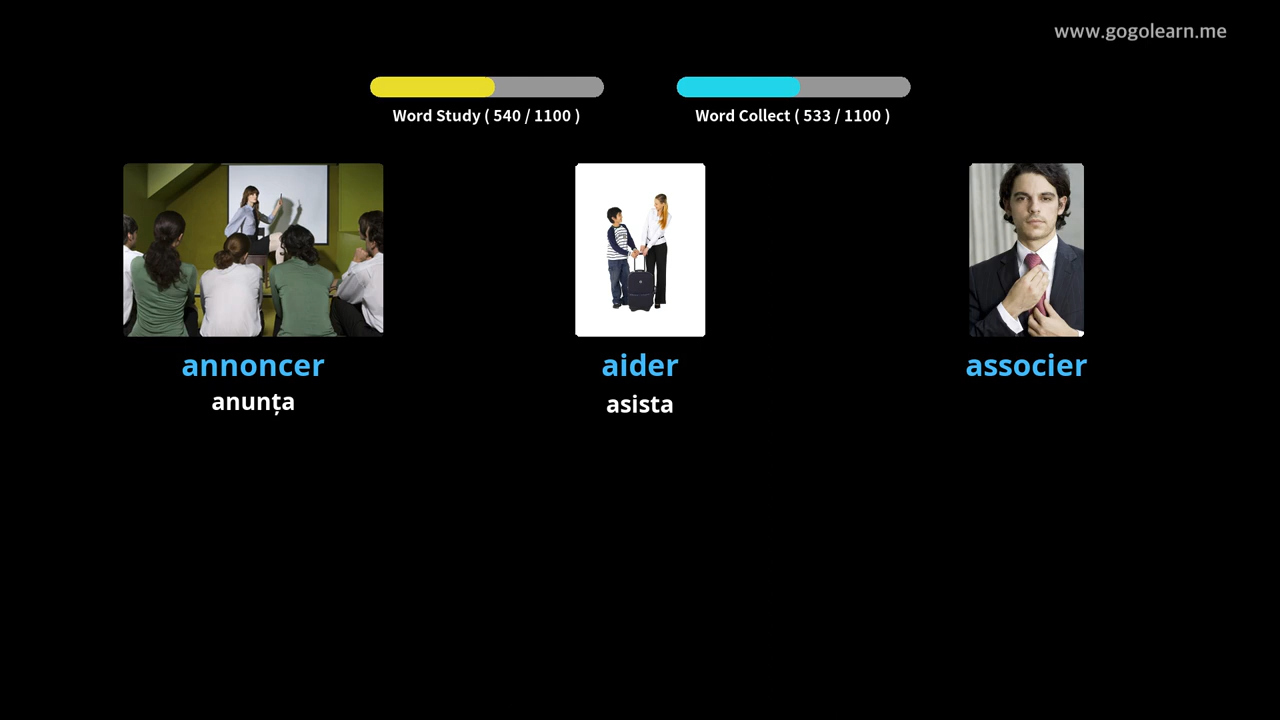 www.gogolearn.me
Word Study ( 540 / 1100 )
Word Collect ( 533 / 1100 )
annoncer
aider
associer
anunța
asista